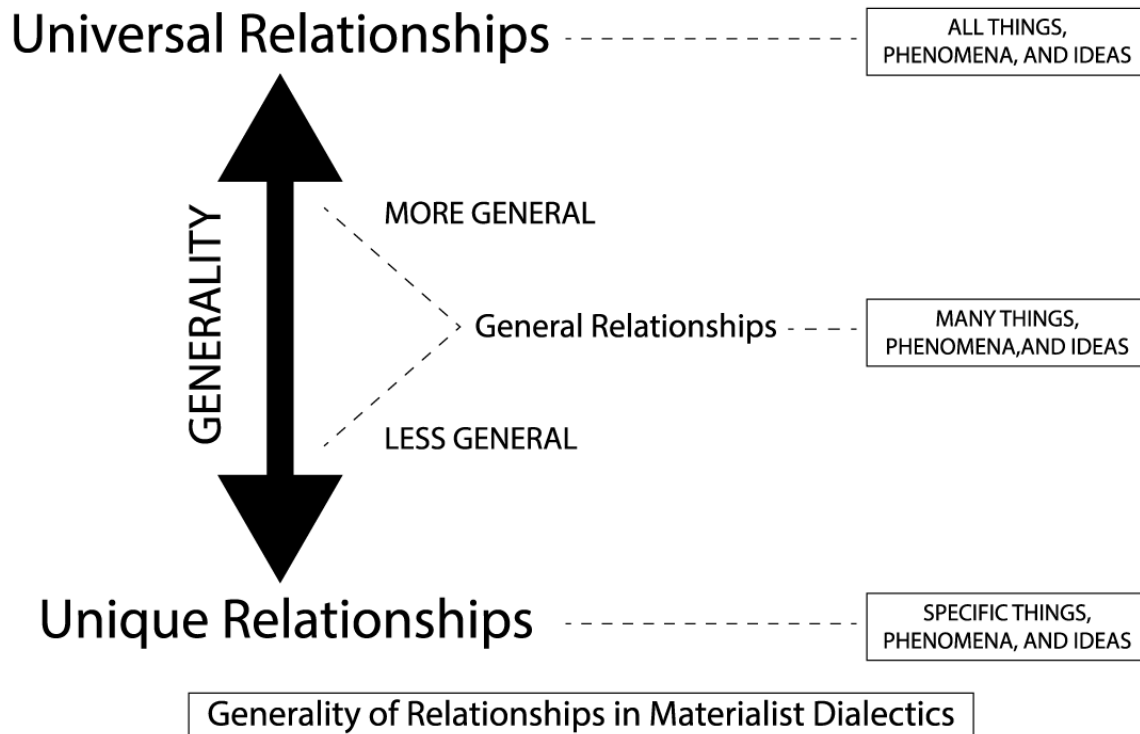 Universal Relationships
ALL THINGS,
PHENOMENA, AND IDEAS
GENERALITY
MORE GENERAL
General Relationships
MANY THINGS,
PHENOMENA,AND IDEAS
LESS GENERAL
Unique Relationships
SPECIFIC THINGS,
PHENOMENA, AND IDEAS
Generality of Relationships in Materialist Dialectics